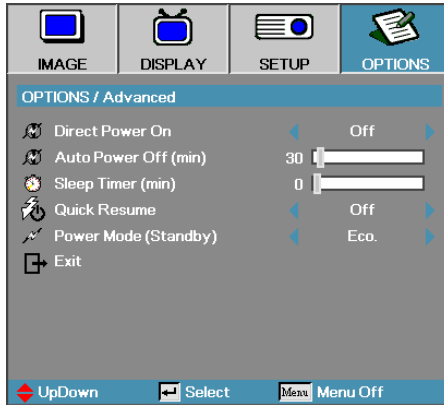 IMAGE DISPLAY SETUP OPTIONS
OPTIONS / Advanced
Direct Power On Off
Auto Power Off (min) 30
Sleep Timer (min) 0
Quick Resume Off
Power Mode (Standby) Eco.
Exit
UpDown Select Menu Menu Off